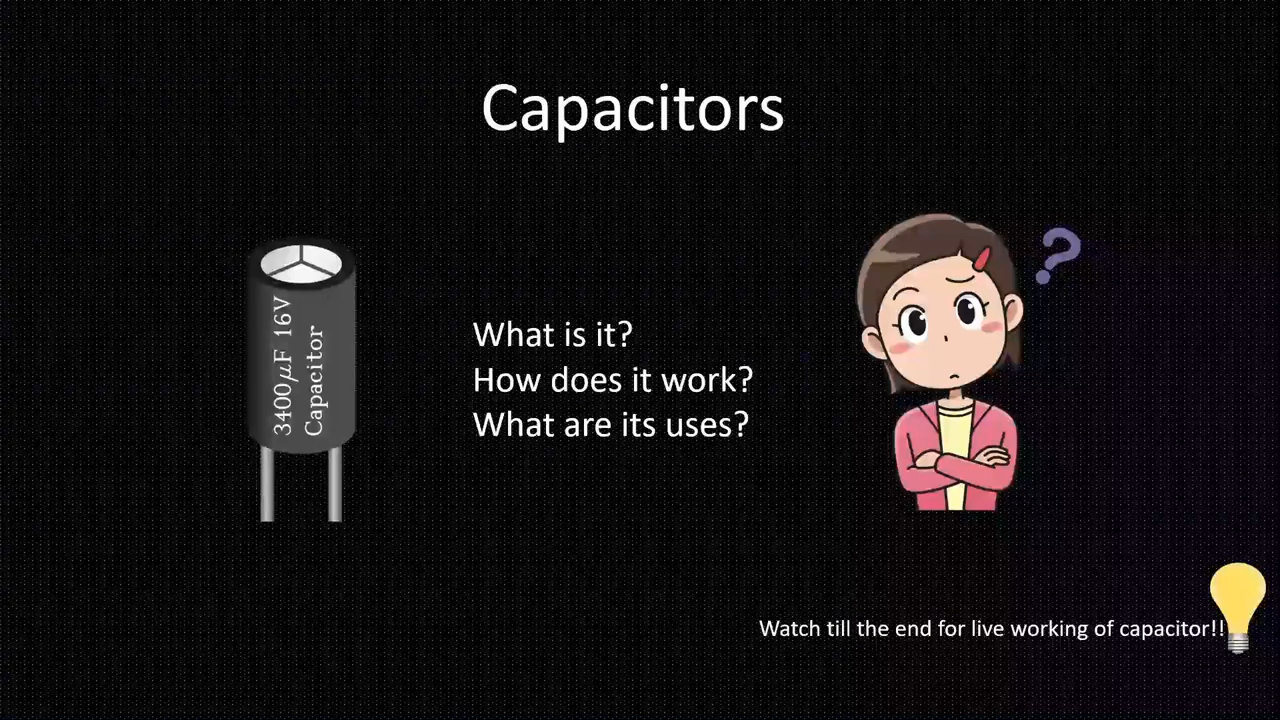 Capacitors
3400μF 16V
Capacitor
What is it?
How does it work?
What are its uses?
?
Watch till the end for live working of capacitor!!